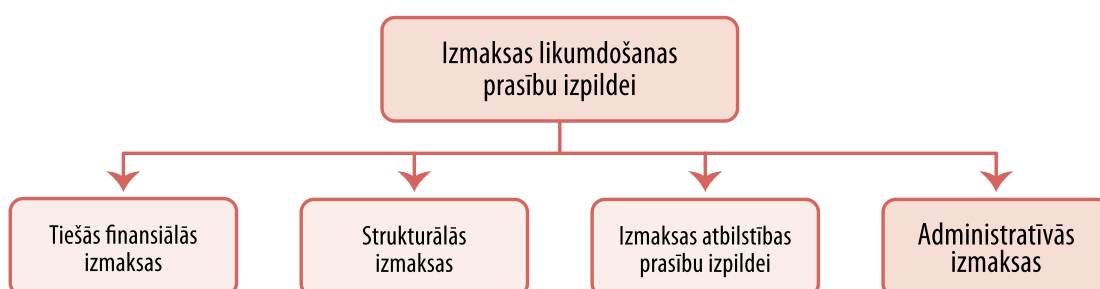 Izmaksas likumdošanas
prasību izpildei
Tiešās finansiālās
izmaksas
Strukturālās
izmaksas
Izmaksas atbilstības
prasību izpildei
Administratīvās
izmaksas